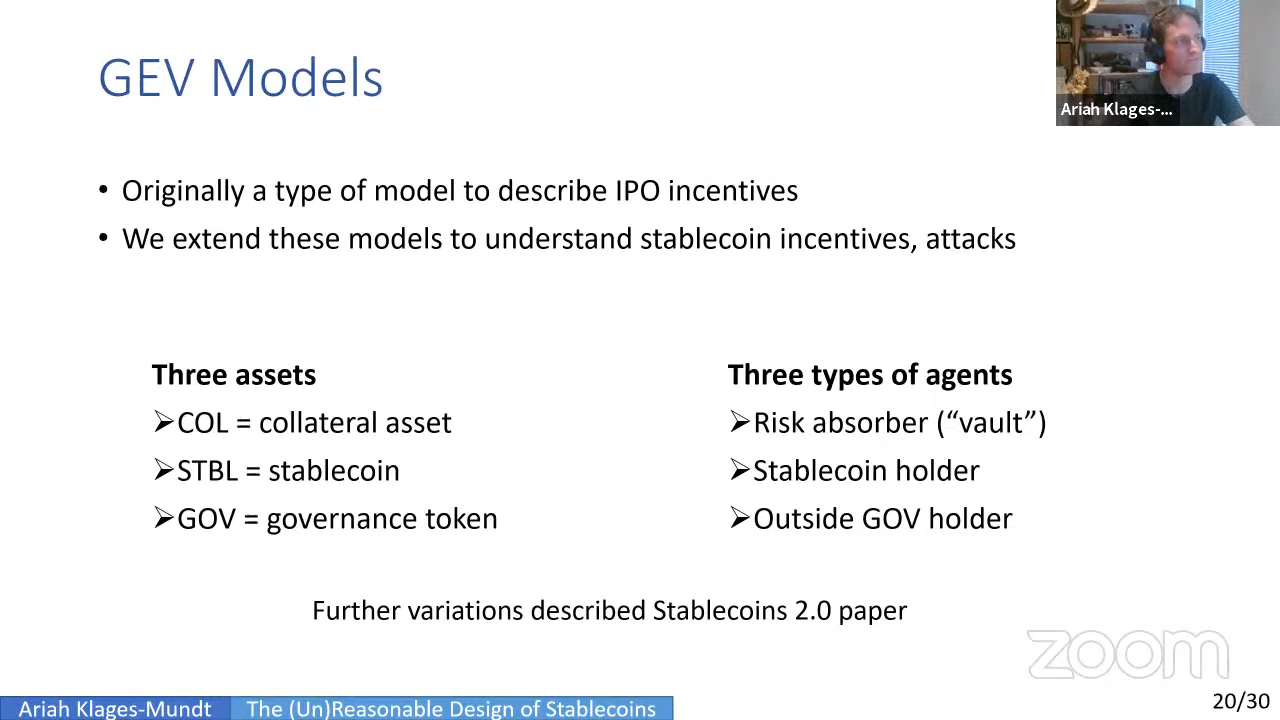 GEV Models
Ariah Klages-...
• Originally a type of model to describe IPO incentives
• We extend these models to understand stablecoin incentives, attacks
Three assets
➢COL = collateral asset
➢STBL = stablecoin
➢GOV = governance token
Three types of agents
➢Risk absorber (“vault”)
➢Stablecoin holder
➢Outside GOV holder
Further variations described Stablecoins 2.0 paper
zoom
Ariah Klages-Mundt
The (Un)Reasonable Design of Stablecoins
20/30